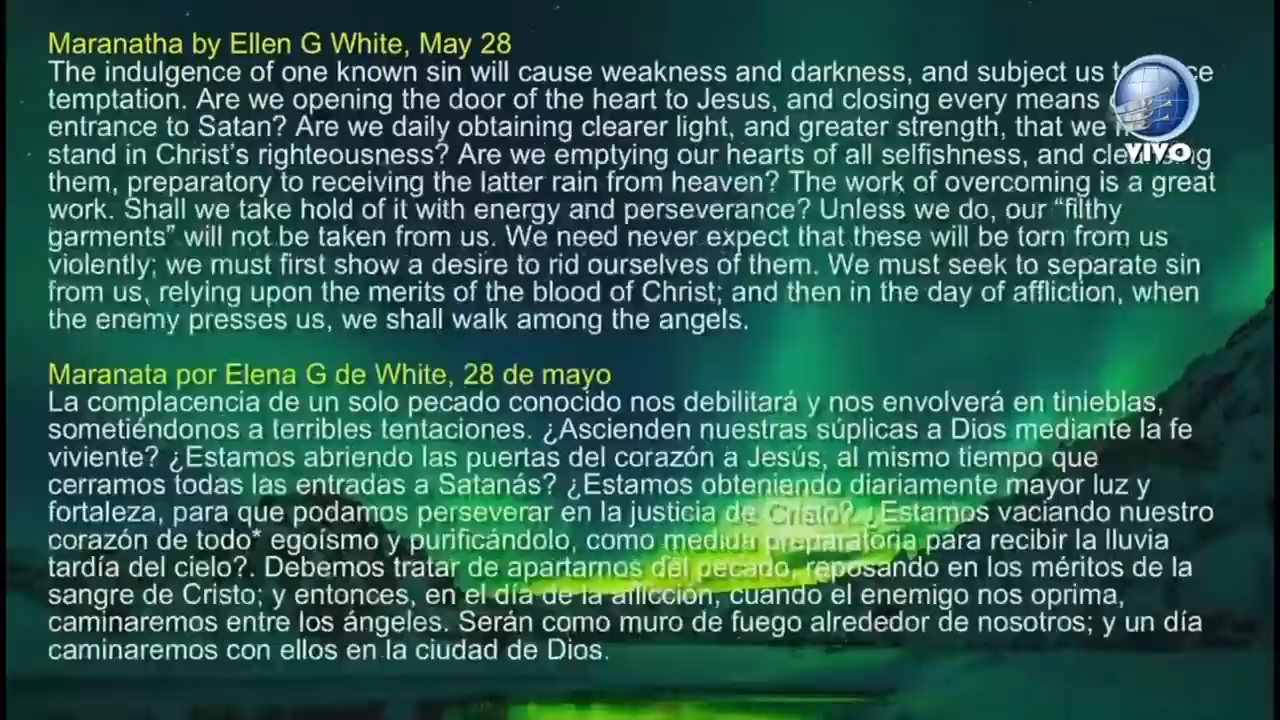 Maranatha by Ellen G White, May 28
The indulgence of one known sin will cause weakness and darkness, and subject us
temptation. Are we opening the door of the heart to Jesus, and closing every means
entrance to Satan? Are we daily obtaining clearer light, and greater strength, that we
stand in Christ's righteousness? Are we emptying our hearts of all selfishness, and
them, preparatory to receiving the latter rain from heaven? The work of overcoming is a great
work. Shall we take hold of it with energy and perseverance? Unless we do, our “filthy
garments” will not be taken from us. We need never expect that these will be torn from us
violently; we must first show a desire to rid ourselves of them. We must seek to separate sin
from us, relying upon the merits of the blood of Christ; and then in the day of affliction, when
the enemy presses us, we shall walk among the angels.
VIVO
Maranata por Elena G de White, 28 de mayo
La complacencia de un solo pecado conocido nos debilitará y nos envolverá en tinieblas,
sometiéndonos a terribles tentaciones. ¿Ascienden nuestras súplicas a Dios mediante la fe
viviente? ¿Estamos abriendo las puertas del corazón a Jesús, al mismo tiempo que
cerramos todas las entradas a Satanás? ¿Estamos obteniendo diariamente mayor luz y
fortaleza, para que podamos perseverar en la justicia de Cristo?. ¿Estamos vaciando nuestro
corazón de todo* egoísmo y purificándolo, como medida preparatoria para recibir la lluvia
tardía del cielo?. Debemos tratar de apartarnos del pecado, reposando en los méritos de la
sangre de Cristo; y entonces, en el día de la aflicción, cuando el enemigo nos oprima,
caminaremos entre los ángeles. Serán como muro de fuego alrededor de nosotros; y un día
caminaremos con ellos en la ciudad de Dios.